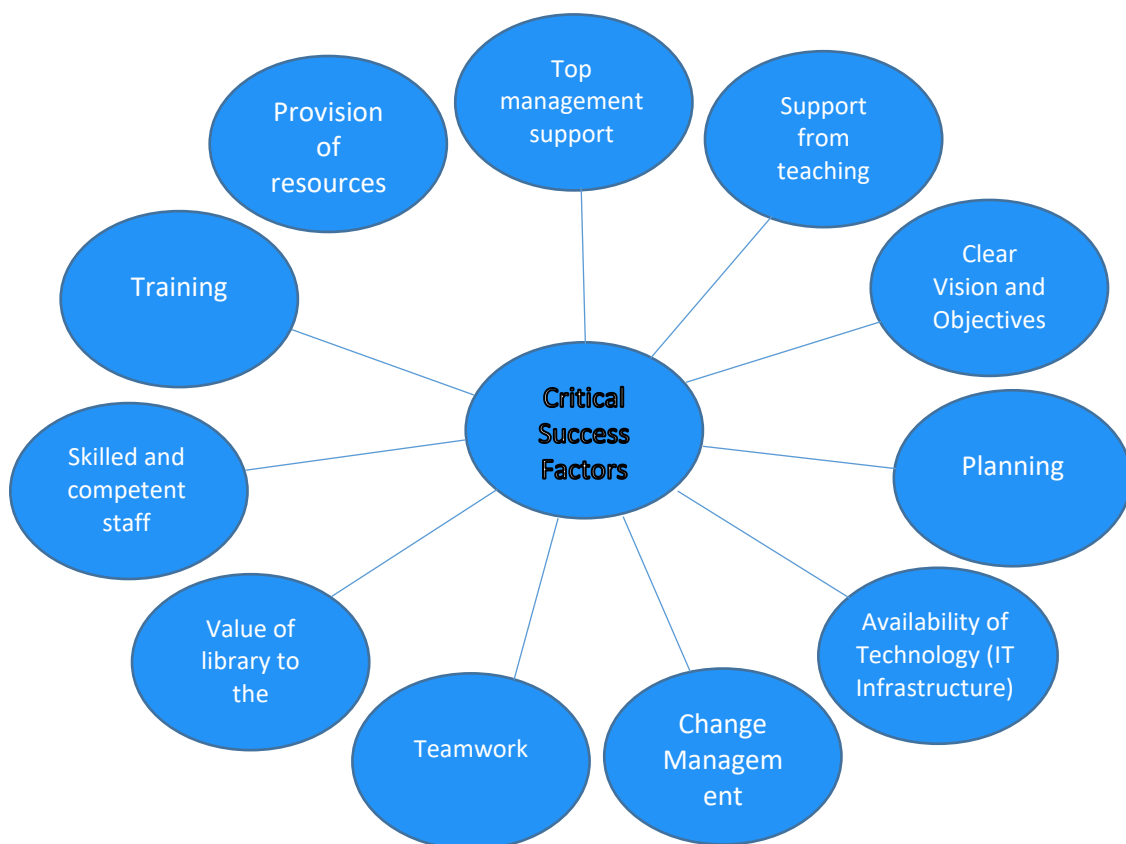 Top
management
support
Support
from
teaching
Clear
Vision and
Objectives
Planning
Availability of
Technology (IT
Infrastructure)
Change
Managem
ent
Teamwork
Value of
library to
the
Skilled and
competent
staff
Training
Provision
of
resources
Critical
Success
Factors